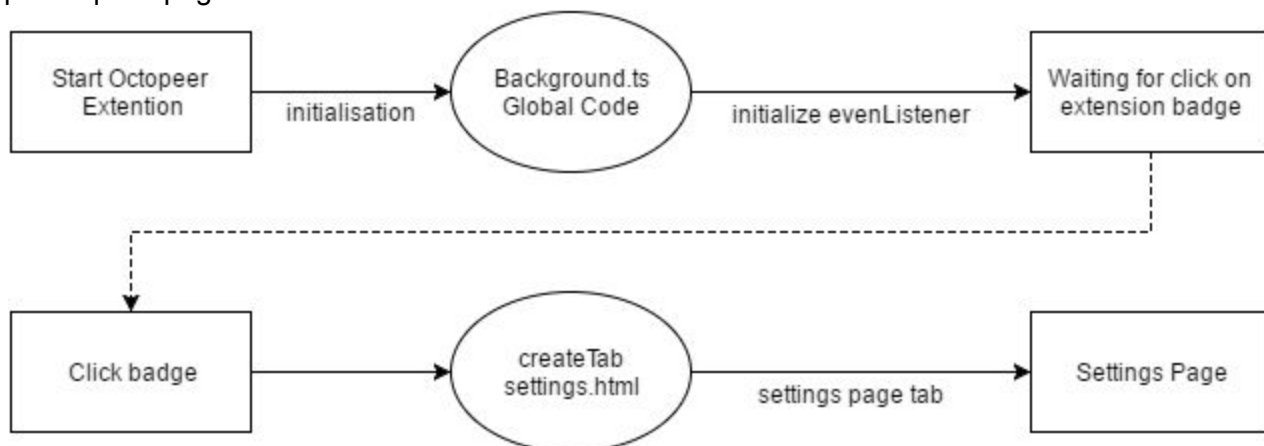 Start Octopeer
Extention
initialisation
Background.ts
Global Code
initialize evenListener
Waiting for click on
extension badge
Click badge
createTab
settings.html
settings page tab
Settings Page